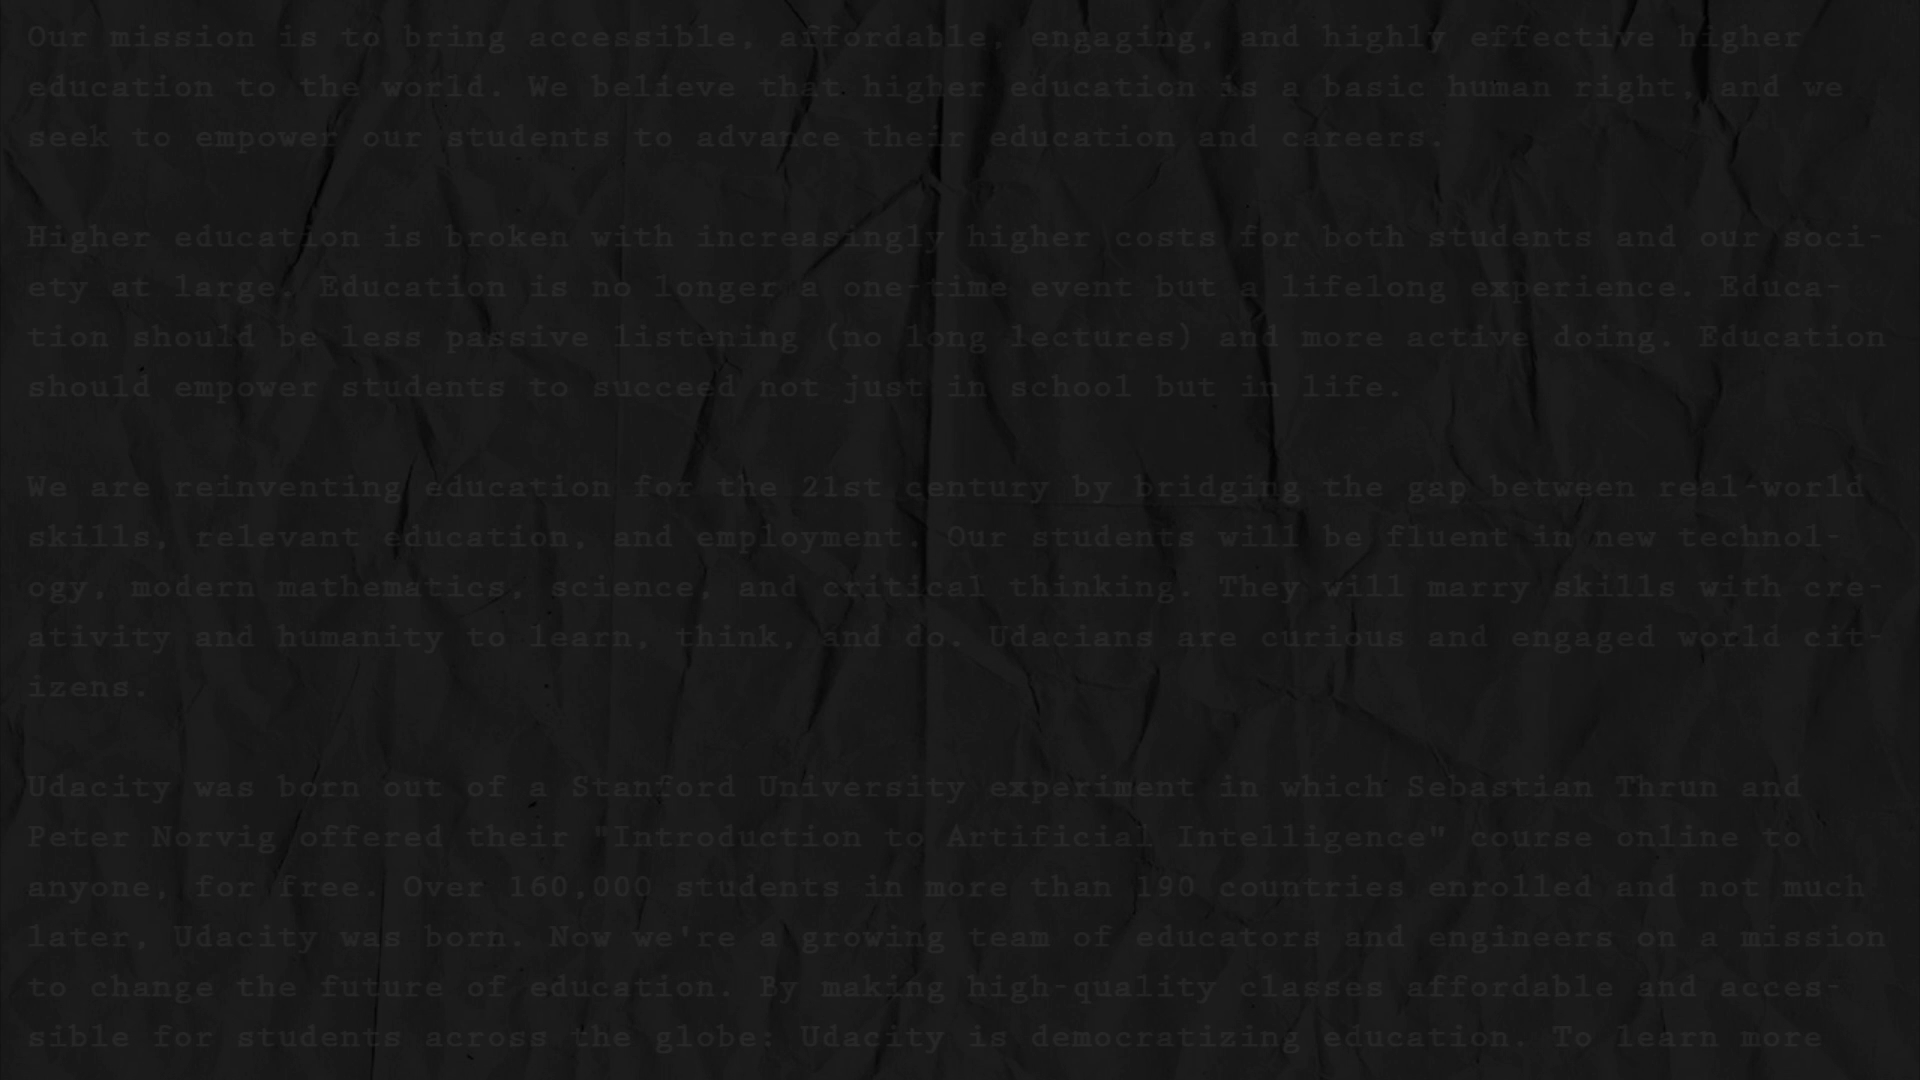 Our mission is to bring accessible, affordable, engaging, and highly effective higher
education to the world. We believe that higher education is a basic human right, and we
seek to empower our students to advance their education and careers.
Higher education is broken with increasingly higher costs for both students and our soci-
ety at large. Education is no longer a one-time event but a lifelong experience. Educa-
tion should be less passive listening (no long lectures) and more active doing. Education
should empower students to succeed not just in school but in life.
We are reinventing education for the 21st century by bridging the gap between real-world
skills, relevant education, and employment. Our students will be fluent in new technol-
ogy, modern mathematics, science, and critical thinking. They will marry skills with cre-
ativity and humanity to learn, think, and do. Udacians are curious and engaged world cit-
izens.
Udacity was born out of a Stanford University experiment in which Sebastian Thrun and
Peter Norvig offered their "Introduction to Artificial Intelligence" course online to
anyone, for free. Over 160,000 students in more than 190 countries enrolled and not much
later, Udacity was born. Now we're a growing team of educators and engineers on a mission
to change the future of education. By making high-quality classes affordable and acces-
sible for students across the globe: Udacity is democratizing education. To learn more